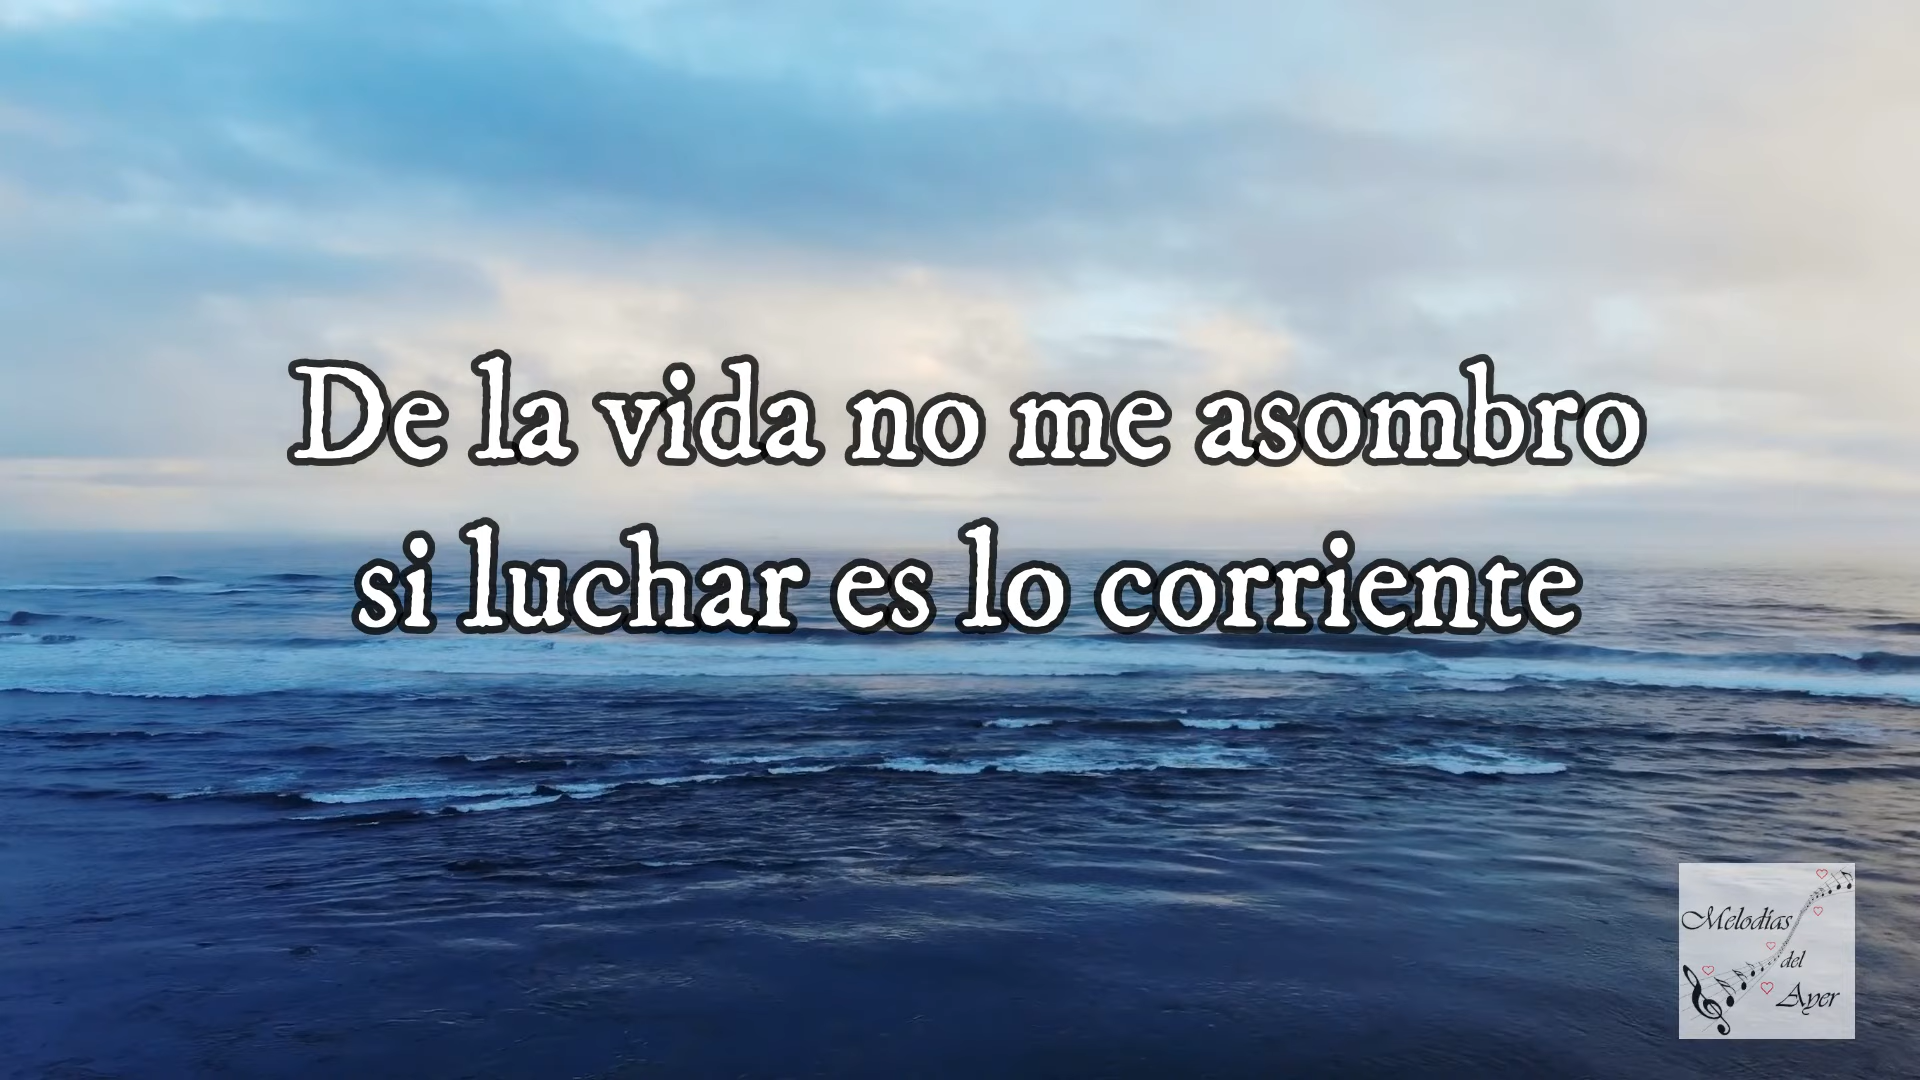 De la vida no me asombro
si luchar es lo corriente
Melodías
del
Ayer